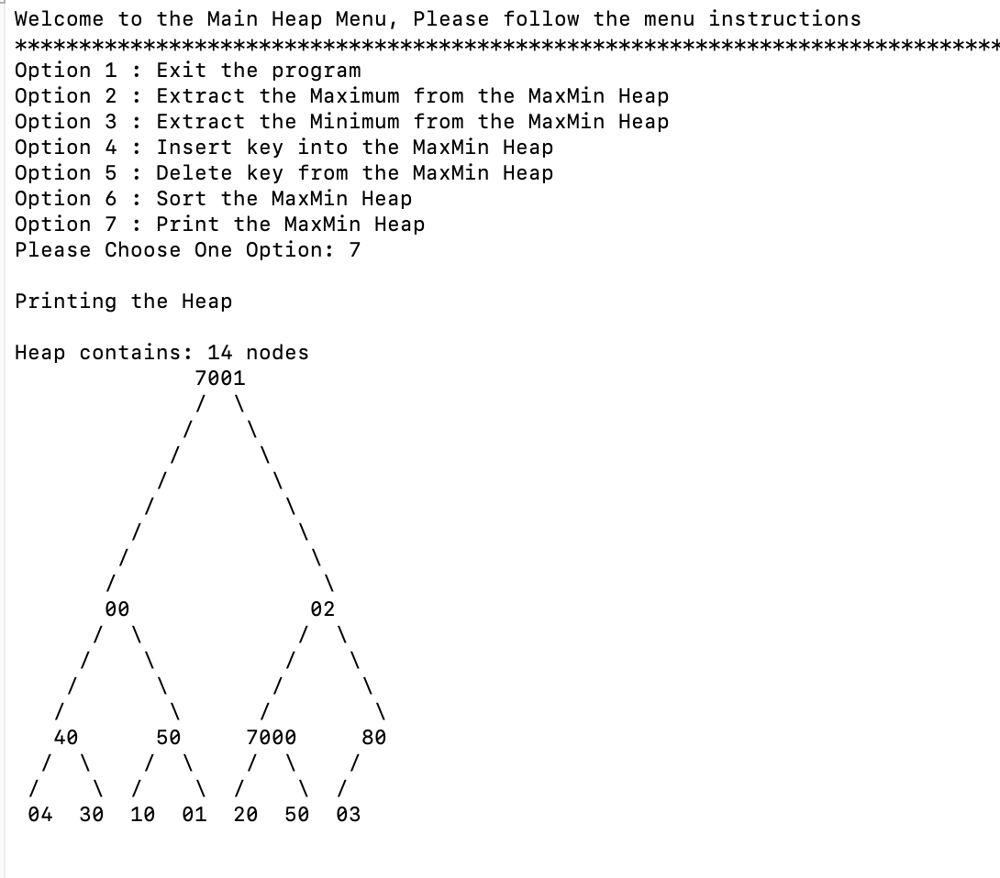 Welcome to the Main Heap Menu, Please follow the menu instructions
*****************************************************************************
Option 1 : Exit the program
Option 2 : Extract the Maximum from the MaxMin Heap
Option 3 : Extract the Minimum from the MaxMin Heap
Option 4 : Insert key into the MaxMin Heap
Option 5 : Delete key from the MaxMin Heap
Option 6 : Sort the MaxMin Heap
Option 7 : Print the MaxMin Heap
Please Choose One Option: 7
Printing the Heap
Heap contains: 14 nodes
7001
/ \
/ \
/ \
/ \
/ \
/ \
/ \
/ \
00 02
/ \ / \
/ \ / \
/ \ / \
/ \ / \
40 50 7000 80
/ \ / \ / \ /
/ \ / \ / \ /
04 30 10 01 20 50 03